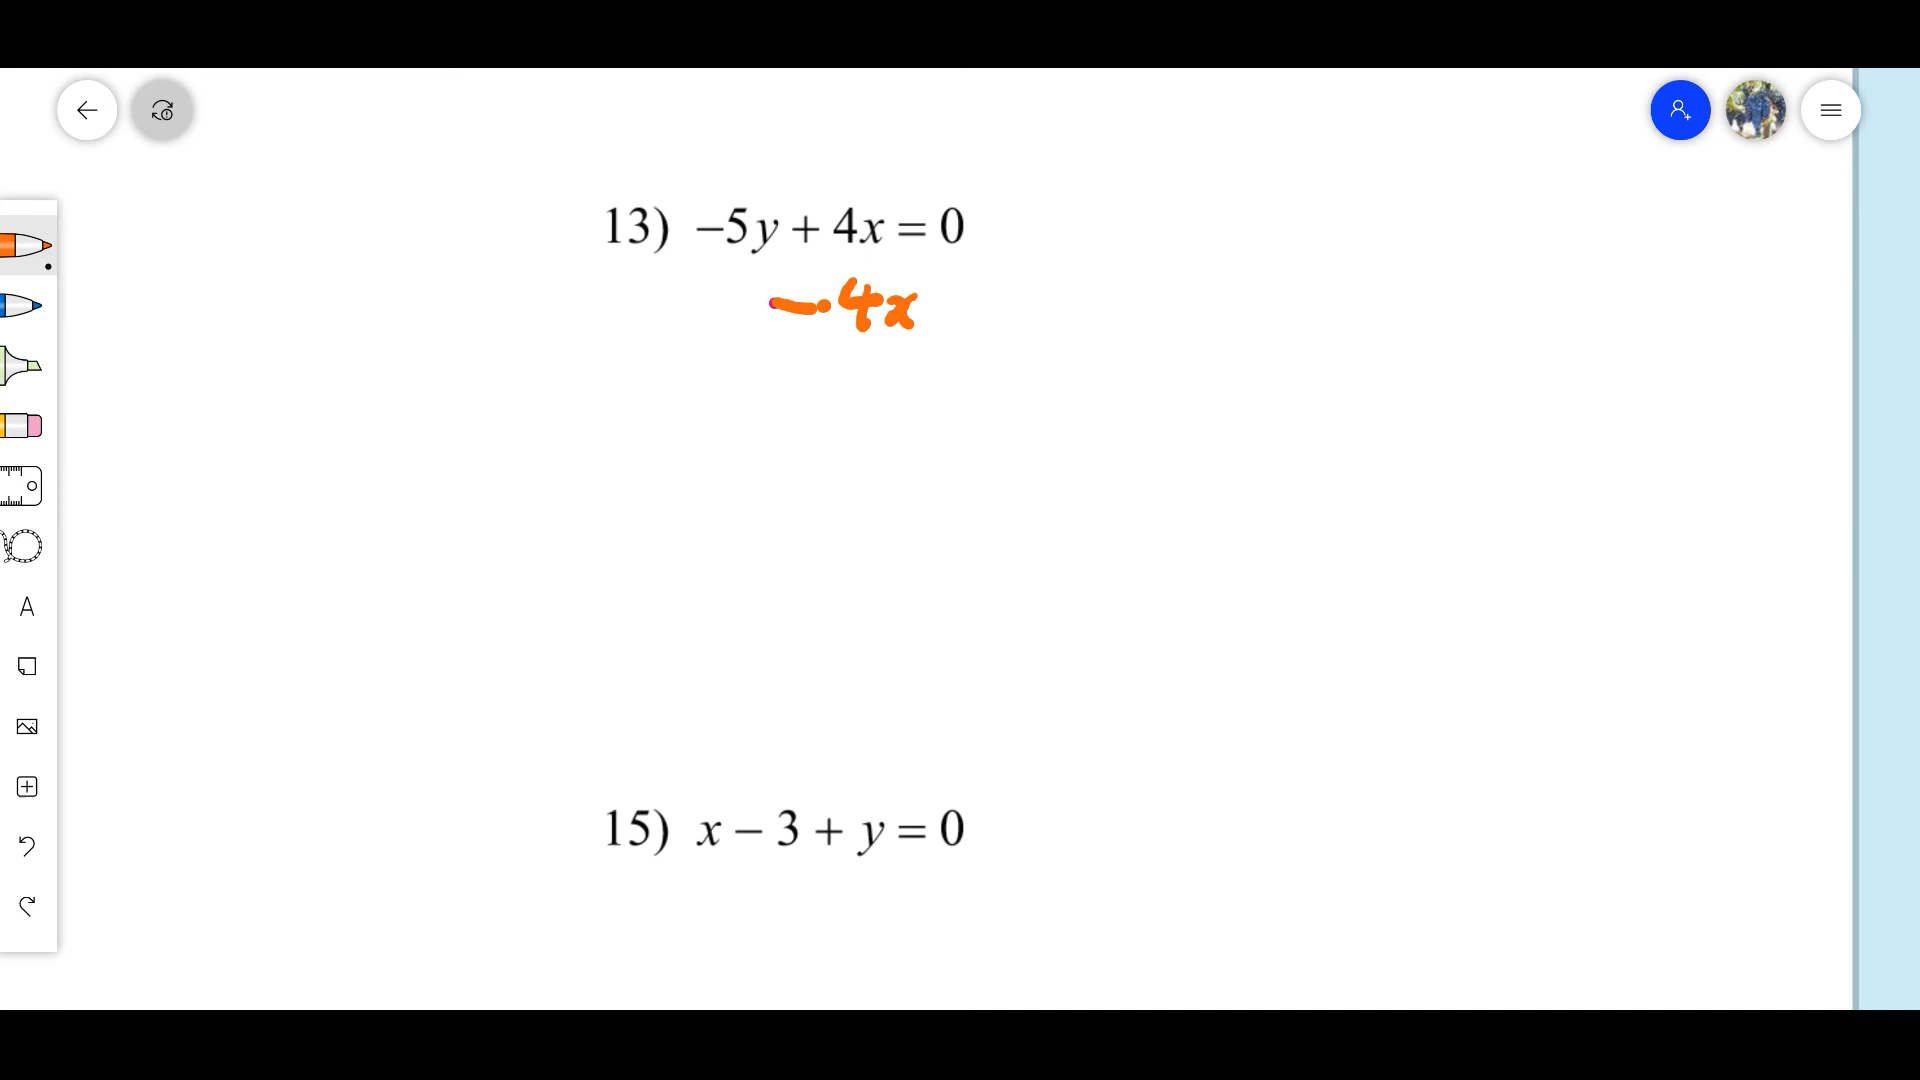 13) −5y + 4x = 0
− 4x
A
15) x − 3 + y = 0